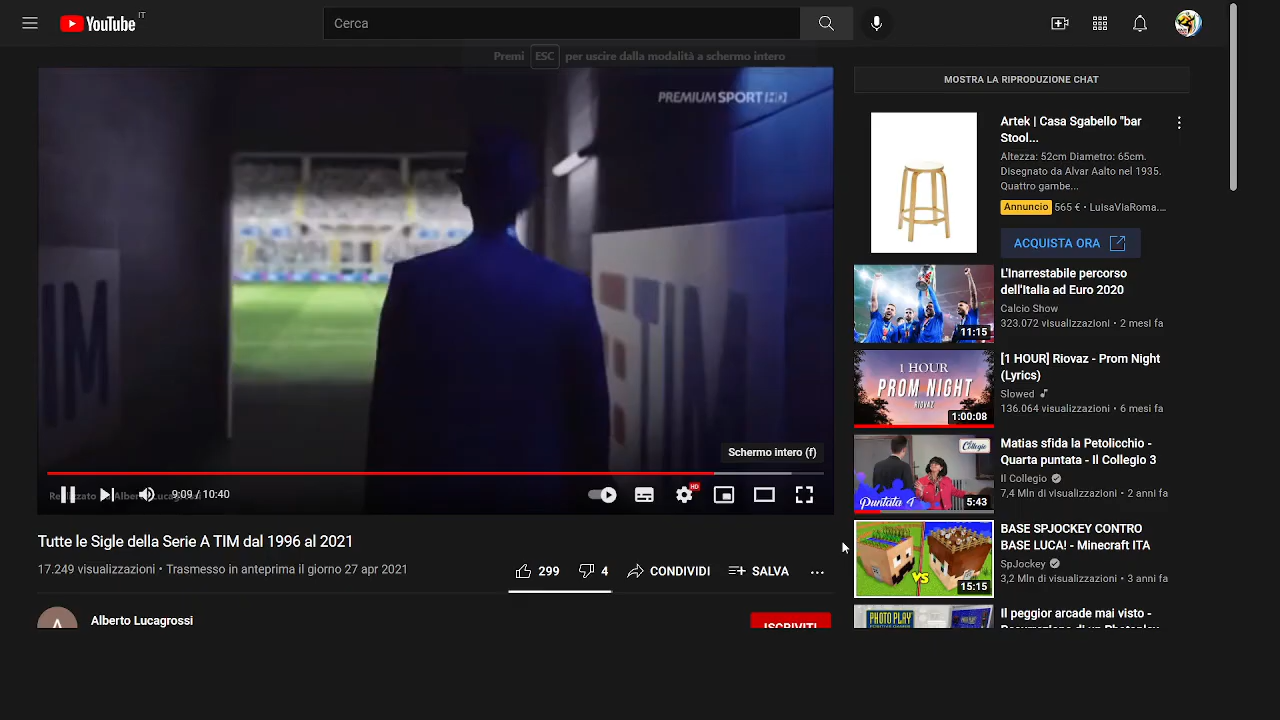 YouTube IT
Cerca
Premi ESC per uscire dalla modalità a schermo intero
PREMIUM SPORT HD
TIM
TIM
Schermo intero (f)
9:09 / 10:40
HD
Tutte le Sigle della Serie A TIM dal 1996 al 2021
17.249 visualizzazioni • Trasmesso in anteprima il giorno 27 apr 2021
299
4
CONDIVIDI
SALVA
A
Alberto Lucagrossi
ISCRIVITI
MOSTRA LA RIPRODUZIONE CHAT
Artek | Casa Sgabello "bar
Stool...
Altezza: 52cm Diametro: 65cm.
Disegnato da Alvar Aalto nel 1935.
Quattro gambe...
Annuncio 565 € • LuisaViaRoma....
ACQUISTA ORA
11:15
L'Inarrestabile percorso
dell'Italia ad Euro 2020
Calcio Show
323.072 visualizzazioni • 2 mesi fa
1 HOUR
PROM NIGHT
RIOVAZ
1:00:08
[1 HOUR] Riovaz - Prom Night
(Lyrics)
Slowed
136.064 visualizzazioni • 6 mesi fa
il Collegio
Puntata 4
5:43
Matias sfida la Petolicchio -
Quarta puntata - Il Collegio 3
Il Collegio
7,4 Mln di visualizzazioni • 2 anni fa
VS
15:15
BASE SPJOCKEY CONTRO
BASE LUCA! - Minecraft ITA
SpJockey
3,2 Mln di visualizzazioni • 3 anni fa
PHOTO PLAY
Il peggior arcade mai visto -